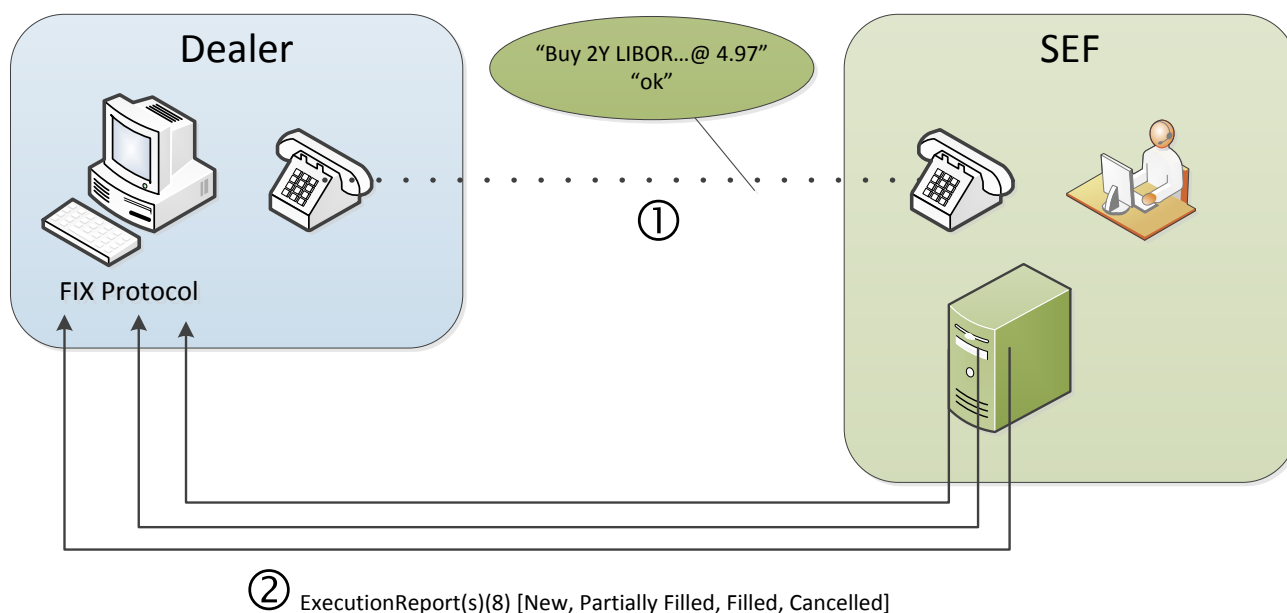 Dealer
“Buy 2Y LIBOR...@ 4.97”
“ok”
SEF
①
FIX Protocol
② ExecutionReport(s)(8) [New, Partially Filled, Filled, Cancelled]